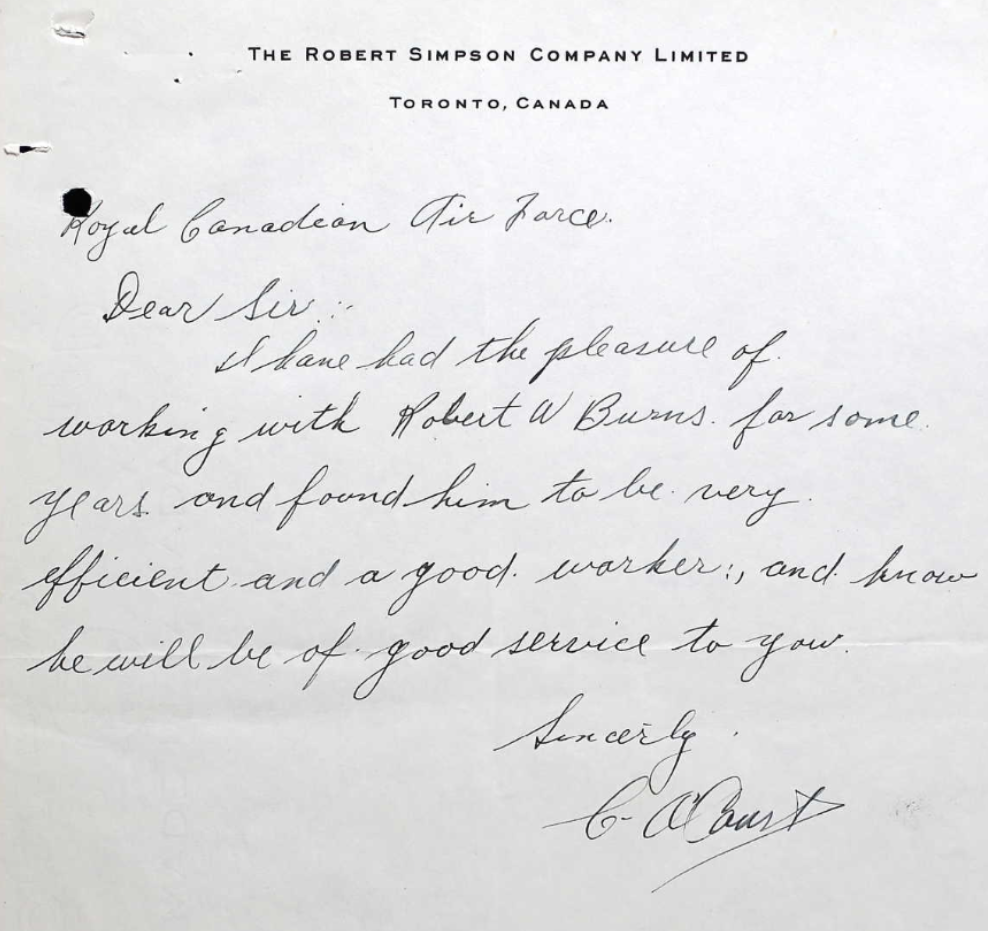 THE ROBERT SIMPSON COMPANY LIMITED
TORONTO, CANADA
Royal Canadian Air Force.
Dear Sir:
I have had the pleasure of
working with Robert W Burns. for some
years and found him to be very
efficient and a good. worker:, and know
he will be of good service to you.
Sincerly
C- A'Court